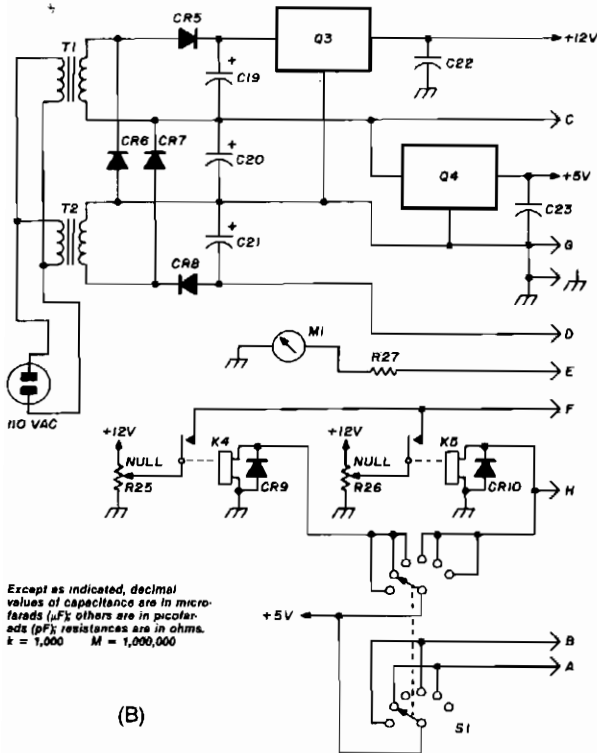 T1
CR5
Q3
+12V
+
C19
C22
C
CR6
CR7
+
C20
Q4
+5V
T2
+
C21
C23
G
CR8
D
M1
R27
E
110 VAC
F
+12V
K4
+12V
K5
NULL
NULL
R25
CR9
R26
CR10
H
Except as indicated, decimal
values of capacitance are in micro-
farads (µF); others are in picofar-
ads (pF); resistances are in ohms.
k = 1,000 M = 1,000,000
+5V
B
A
(B)
S1